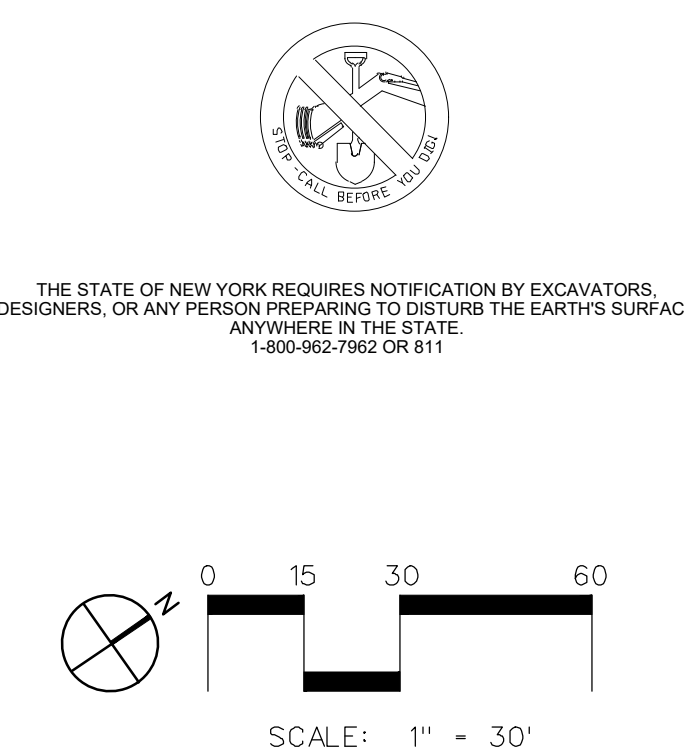 STOP - CALL BEFORE YOU DIG!
THE STATE OF NEW YORK REQUIRES NOTIFICATION BY EXCAVATORS,
DESIGNERS, OR ANY PERSON PREPARING TO DISTURB THE EARTH'S SURFAC
ANYWHERE IN THE STATE.
1-800-962-7962 OR 811
0 15 30 60
N
SCALE: 1" = 30'